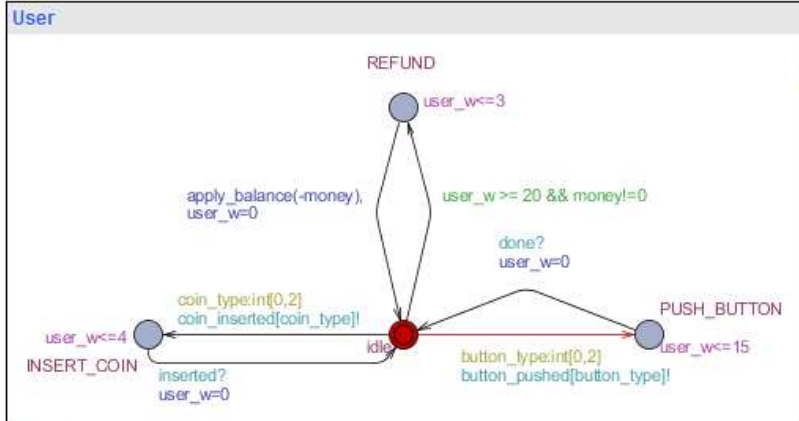 User
REFUND
user_w<=3
apply_balance(-money),
user_w=0
user_w >= 20 && money!=0
done?
user_w=0
coin_type:int[0,2]
coin_inserted[coin_type]!
PUSH_BUTTON
user_w<=4
idle
user_w<=15
INSERT_COIN
button_type:int[0,2]
button_pushed[button_type]!
inserted?
user_w=0